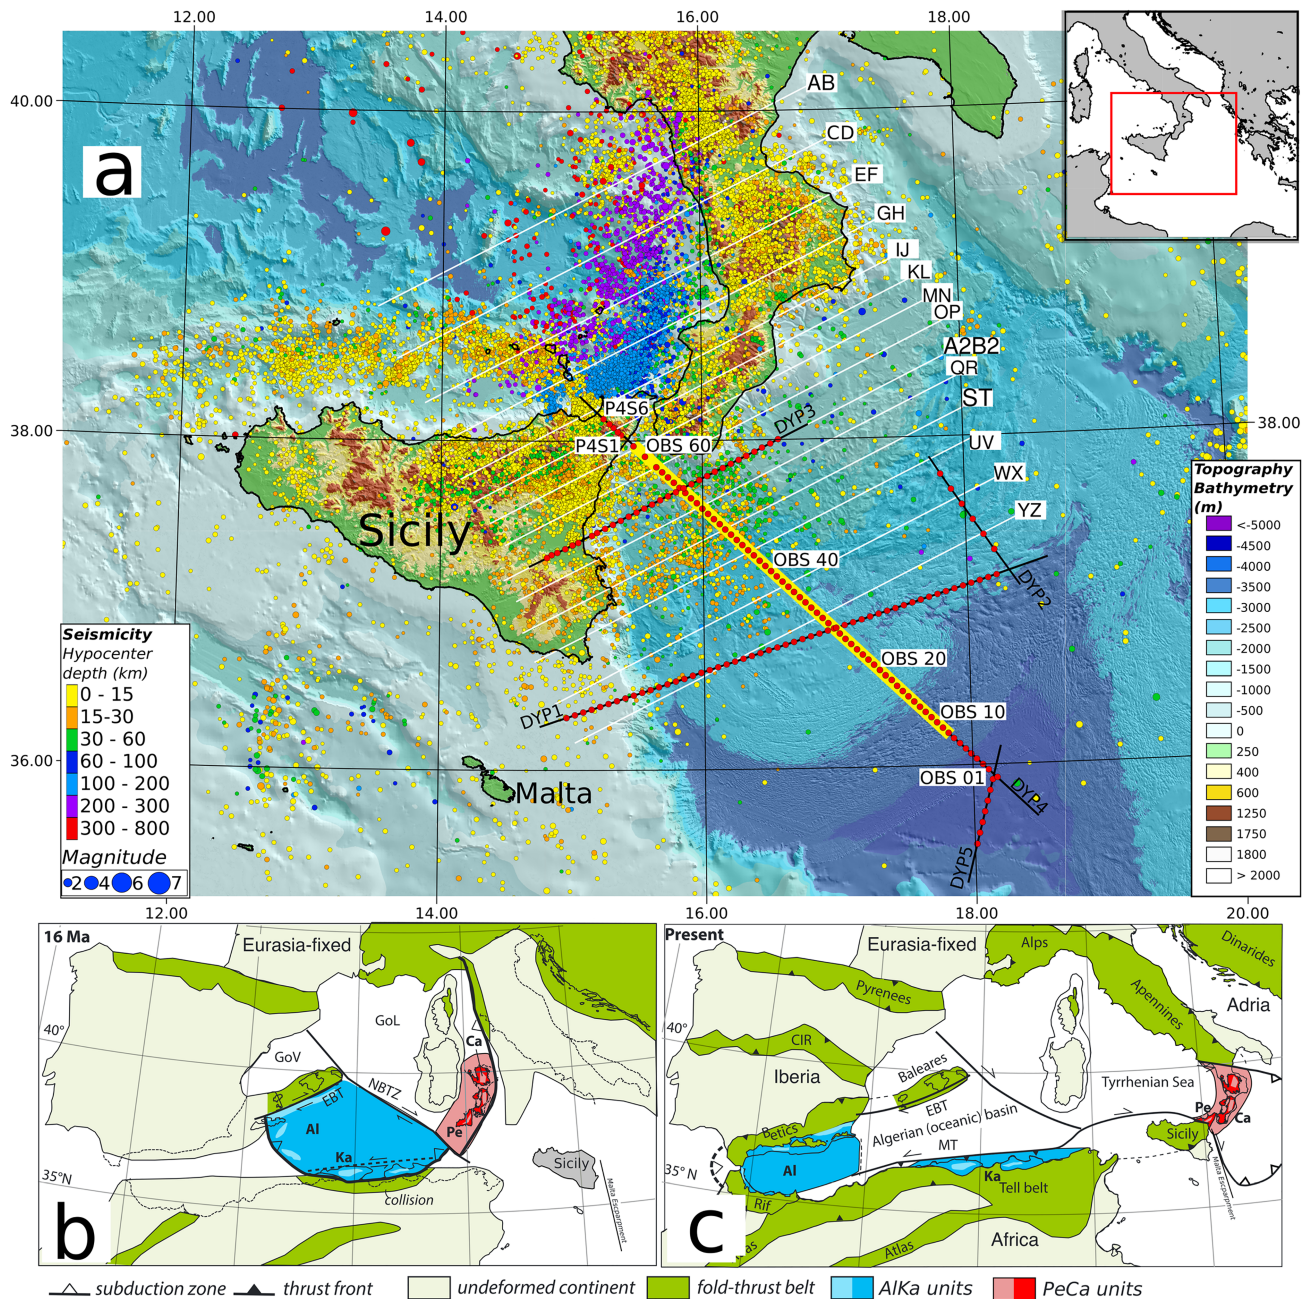 12.00 14.00 16.00 18.00
40.00
38.00
36.00
38.00
a
AB
CD
EF
GH
IJ
KL
MN
OP
A2B2
QR
ST
UV
WX
YZ
P4S6
P4S1
OBS 60
DYP3
OBS 40
DYP2
OBS 20
DYP1
OBS 10
OBS 01
DYP4
DYP5
Sicily
Malta
Seismicity
Hypocenter
depth (km)
0 - 15
15-30
30 - 60
60 - 100
100 - 200
200 - 300
300 - 800
Magnitude
2 4 6 7
Topography
Bathymetry
(m)
<-5000
-4500
-4000
-3500
-3000
-2500
-2000
-1500
-1000
-500
0
250
400
600
1250
1750
1800
> 2000
12.00 14.00 16.00 18.00 20.00
16 Ma
Eurasia-fixed
GoL
40°
GoV
Ca
NBTZ
EBT
Al
Pe
Ka
35°N
collision
Sicily
Malta Escparpment
b
Present
Eurasia-fixed
Alps
Dinarides
Pyrenees
Apennines
Adria
40°
CIR
Iberia
Baleares
Tyrrhenian Sea
EBT
Algerian (oceanic) basin
Betics
Pe
Ca
Sicily
MT
35°N
Al
Ka
Tell belt
Rif
Malta Escparpment
Atlas
Africa
c
subduction zone thrust front undeformed continent fold-thrust belt AlKa units PeCa units